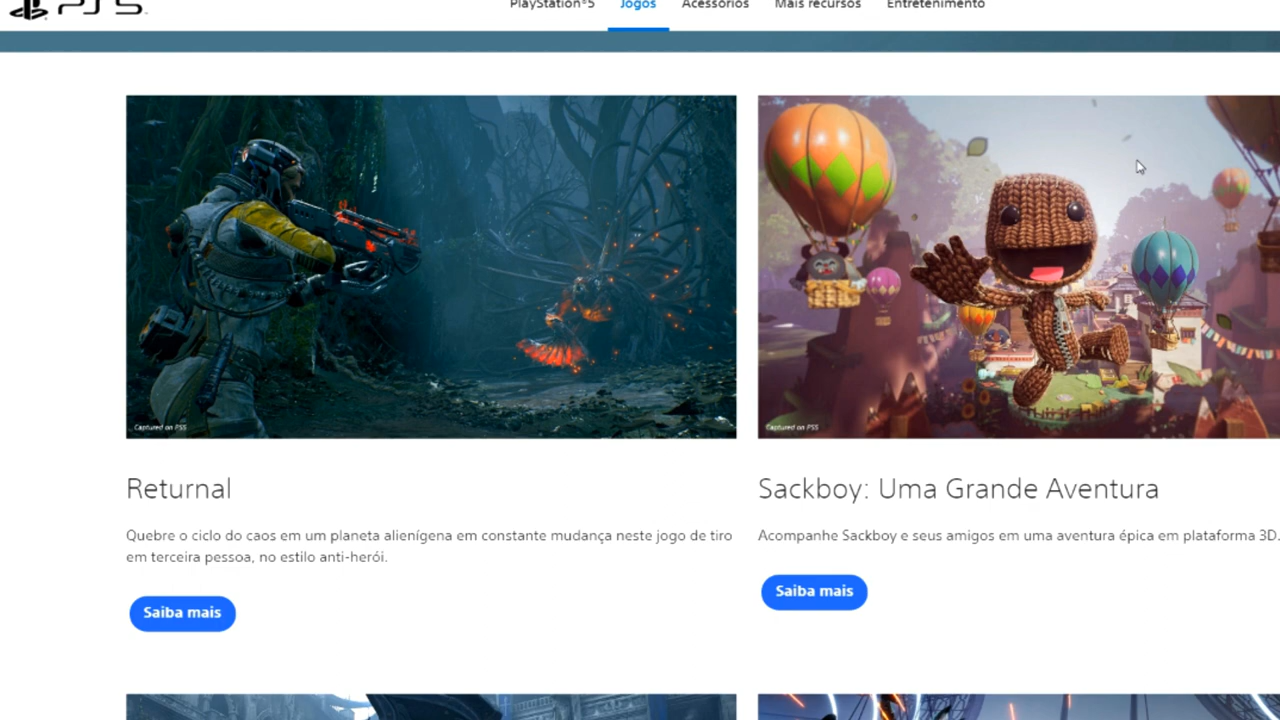 PS5
PlayStation®5 Jogos Acessórios Mais recursos Entretenimento
Captured on PS5
Captured on PS5
Returnal
Quebre o ciclo do caos em um planeta alienígena em constante mudança neste jogo de tiro
em terceira pessoa, no estilo anti-herói.
Saiba mais
Sackboy: Uma Grande Aventura
Acompanhe Sackboy e seus amigos em uma aventura épica em plataforma 3D.
Saiba mais